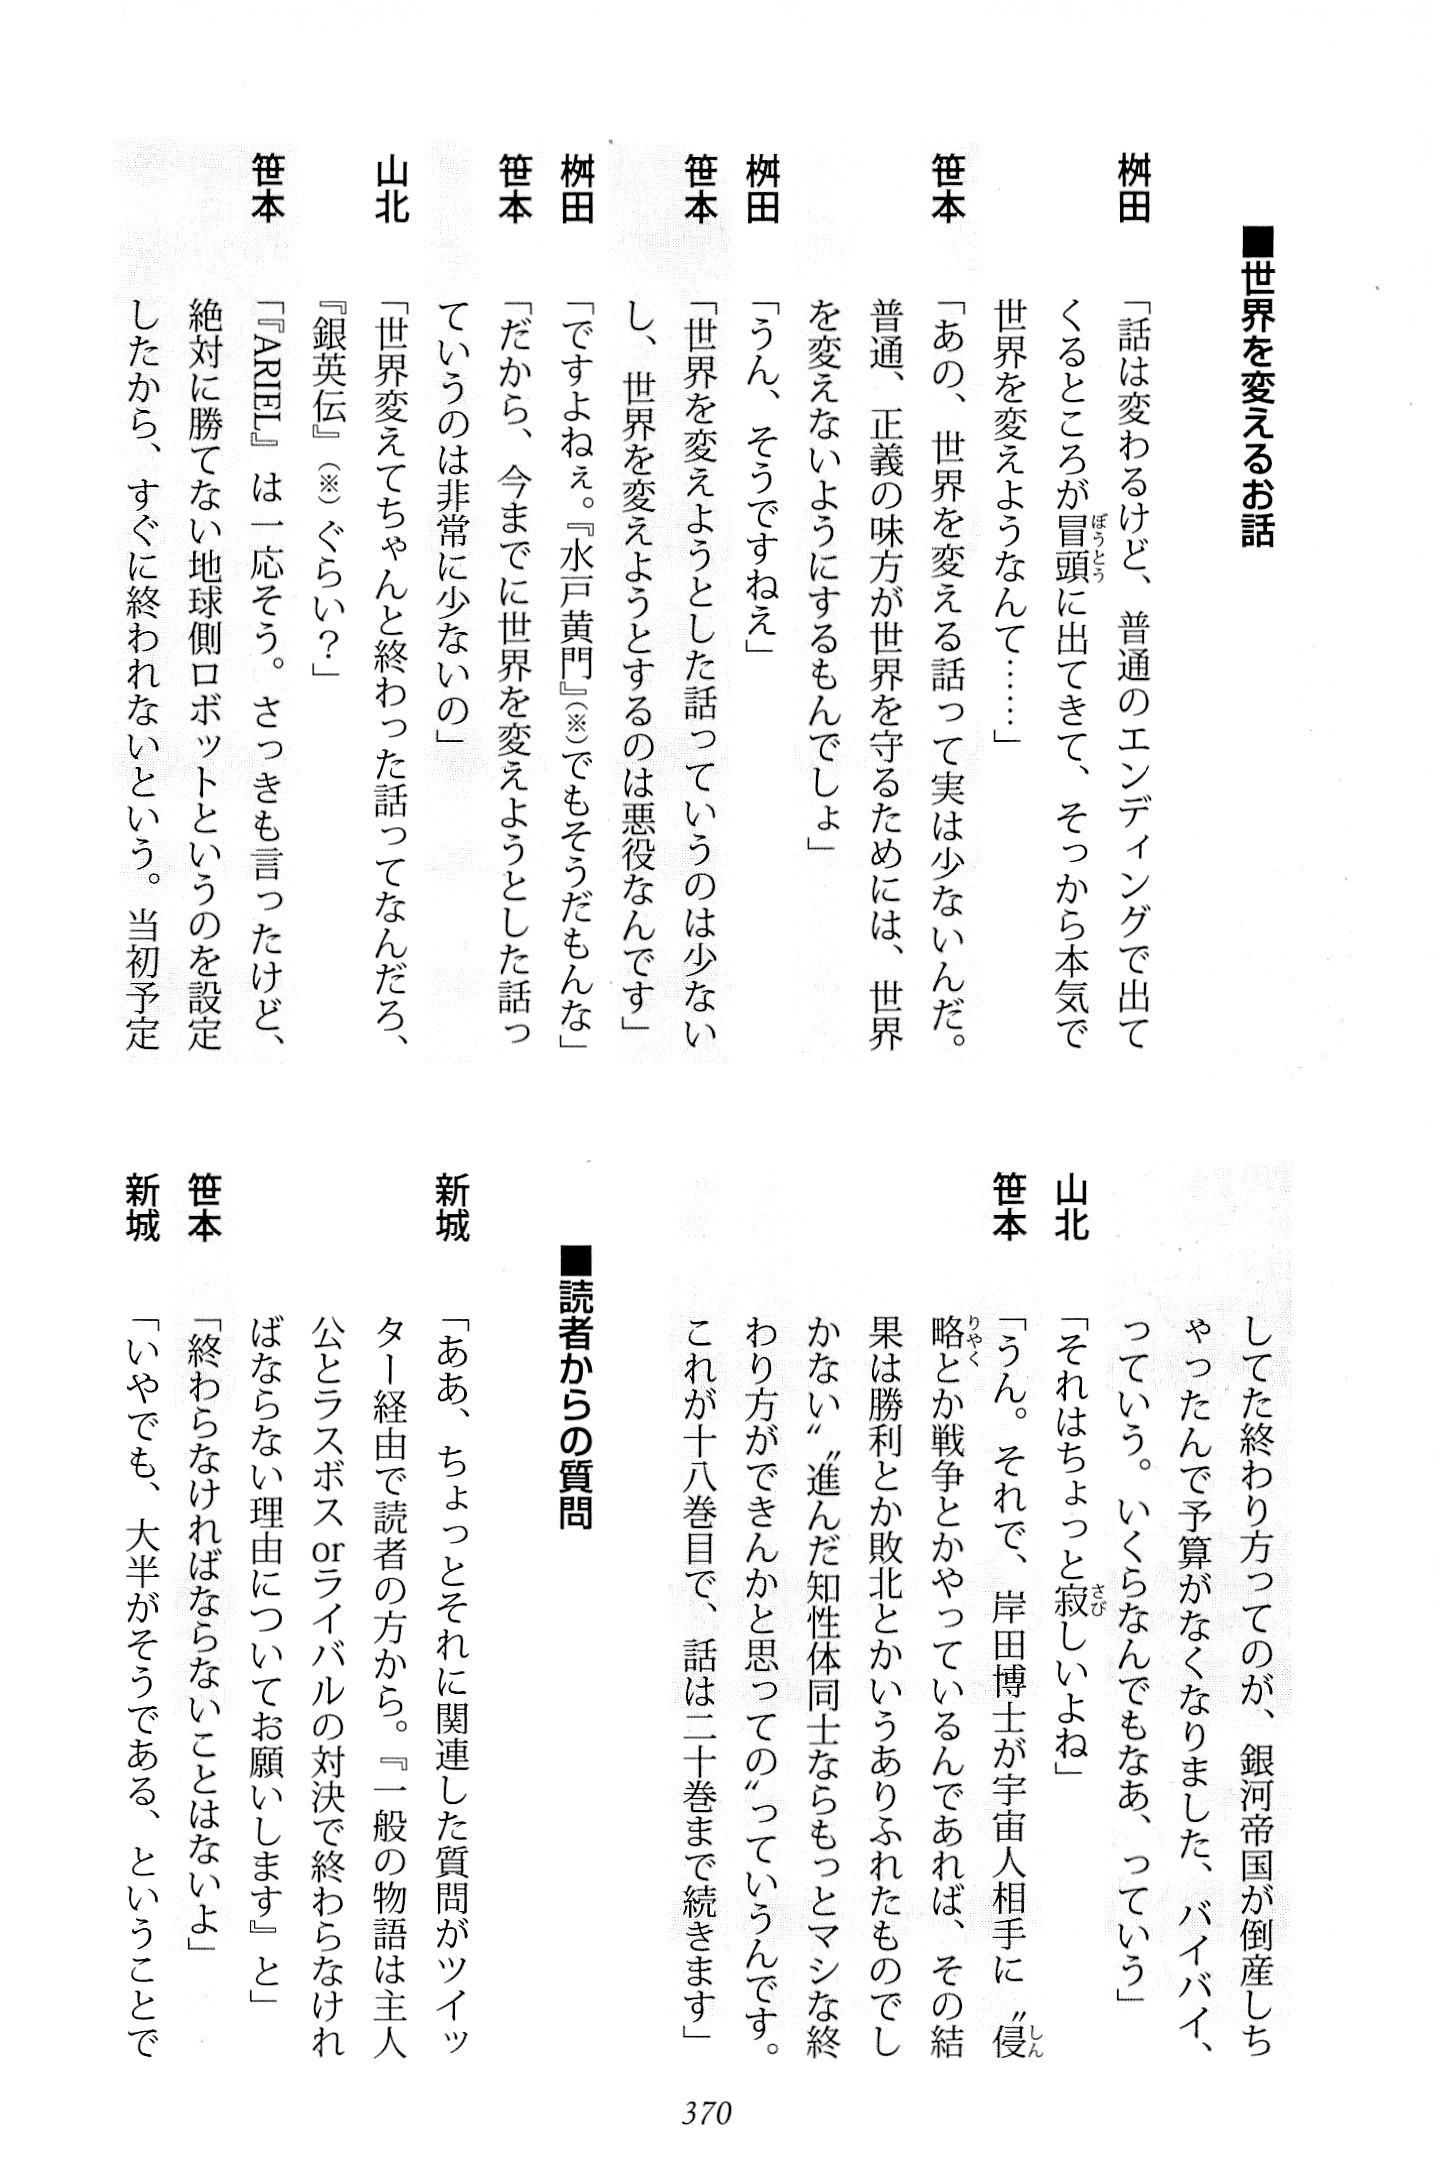 ■世界を変えるお話
桝田 「話は変わるけど、普通のエンディングで出て
くるところが冒頭に出てきて、そっから本気で
世界を変えようなんて……」
笹本 「あの、世界を変える話って実は少ないんだ。
普通、正義の味方が世界を守るためには、世界
を変えないようにするもんでしょ」
桝田 「うん、そうですねえ」
笹本 「世界を変えようとした話っていうのは少ない
し、世界を変えようとするのは悪役なんです」
桝田 「ですよねぇ。『水戸黄門』（※）でもそうだもんな」
笹本 「だから、今までに世界を変えようとした話っ
ていうのは非常に少ないの」
山北 「世界変えてちゃんと終わった話ってなんだろ、
『銀英伝』（※）ぐらい？」
笹本 「『ARIEL』は一応そう。さっきも言ったけど、
絶対に勝てない地球側ロボットというのを設定
したから、すぐに終われないという。当初予定
してた終わり方ってのが、銀河帝国が倒産しち
ゃったんで予算がなくなりました、バイバイ、
っていう。いくらなんでもなあ、っていう」
山北 「それはちょっと寂しいよね」
笹本 「うん。それで、岸田博士が宇宙人相手に〝侵
略とか戦争とかやっているんであれば、その結
果は勝利とか敗北とかいうありふれたものでし
かない〟〝進んだ知性体同士ならもっとマシな終
わり方ができんかと思っての〟っていうんです。
これが十八巻目で、話は二十巻まで続きます」
■読者からの質問
新城 「ああ、ちょっとそれに関連した質問がツイッ
ター経由で読者の方から。『一般の物語は主人
公とラスボスorライバルの対決で終わらなけれ
ばならない理由についてお願いします』と」
笹本 「終わらなければならないことはないよ」
新城 「いやでも、大半がそうである、ということで
370